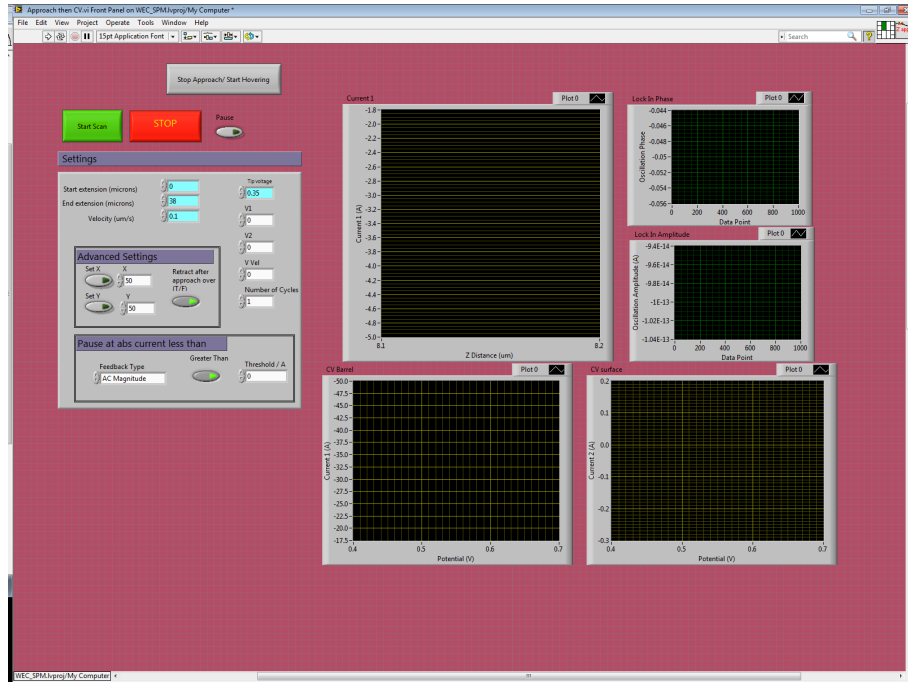 Approach then CV.vi Front Panel on WEC_SPM.lvproj/My Computer *
File Edit View Project Operate Tools Window Help
15pt Application Font
Search
Stop Approach/ Start Hovering
Start Scan
STOP
Pause
Settings
Start extension (microns)
0
End extension (microns)
38
Velocity (um/s)
0.1
Tip votage
0.35
V1
0
V2
0
V Vel
0
Number of Cycles
1
Advanced Settings
Set X
X
50
Set Y
Y
50
Retract after
approach over
(T/F)
Pause at abs current less than
Feedback Type
AC Magnitude
Greater Than
Threshold / A
0
Current 1
Plot 0
Current 1 (A)
-1.8
-2.0
-2.2
-2.4
-2.6
-2.8
-3.0
-3.2
-3.4
-3.6
-3.8
-4.0
-4.2
-4.4
-4.6
-4.8
-5.0
8.1
8.2
Z Distance (um)
Lock In Phase
Plot 0
Oscillation Phase
-0.044
-0.046
-0.048
-0.05
-0.052
-0.054
-0.056
0 200 400 600 800 1000
Data Point
Lock In Amplitude
Plot 0
Oscillation Amplitude (A)
-9.4E-14
-9.6E-14
-9.8E-14
-1E-13
-1.02E-13
-1.04E-13
0 200 400 600 800 1000
Data Point
CV Barrel
Plot 0
Current 1 (A)
-50.0
-47.5
-45.0
-42.5
-40.0
-37.5
-35.0
-32.5
-30.0
-27.5
-25.0
-22.5
-20.0
-17.5
0.4 0.5 0.6 0.7
Potential (V)
CV surface
Plot 0
Current 2 (A)
0.2
0.1
0.0
-0.1
-0.2
-0.3
0.4 0.5 0.6 0.7
Potential (V)
WEC_SPM.lvproj/My Computer